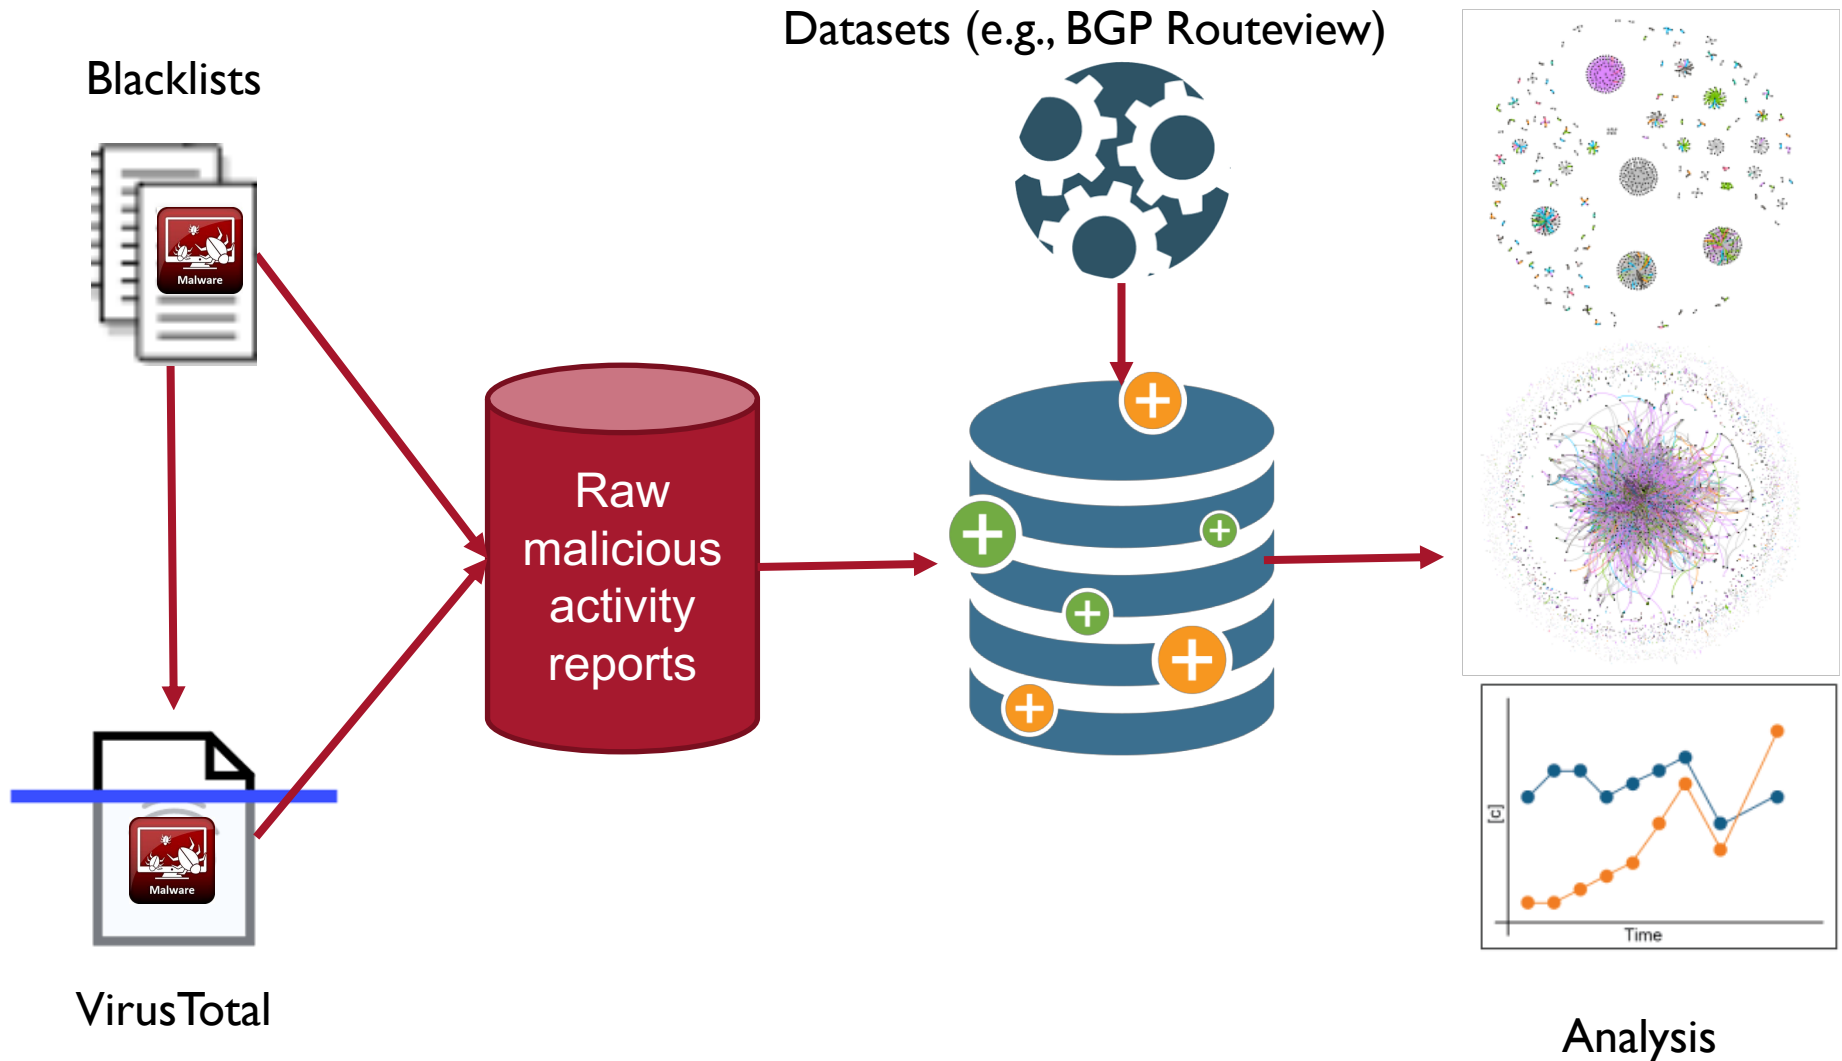 Datasets (e.g., BGP Routeview)
Blacklists
Malware
Raw
malicious
activity
reports
Malware
VirusTotal
[c]
Time
Analysis